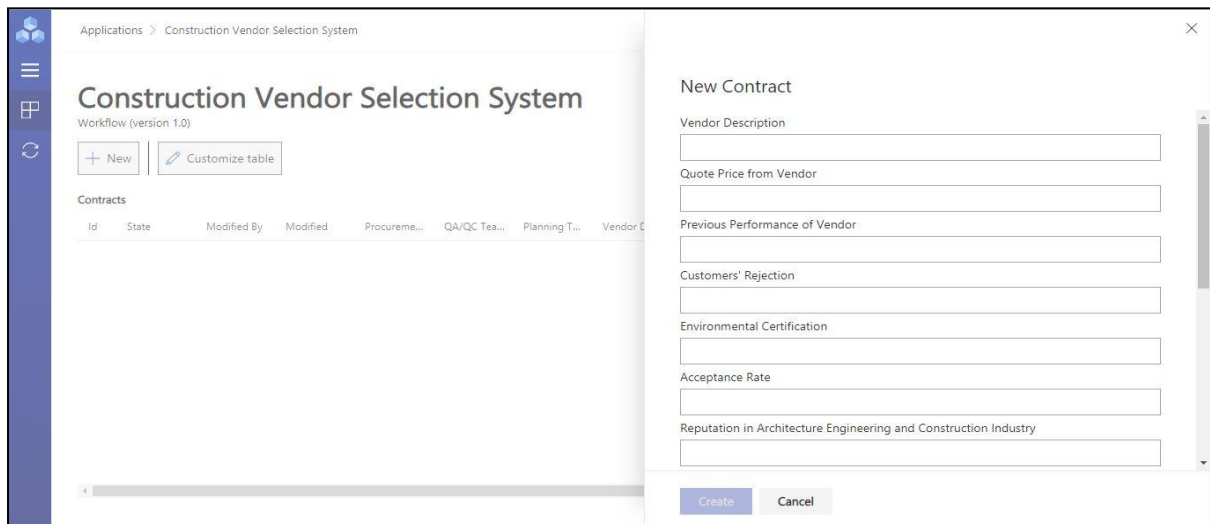 Applications > Construction Vendor Selection System
Construction Vendor Selection System
Workflow (version 1.0)
+ New
Customize table
Contracts
Id State Modified By Modified Procureme... QA/QC Tea... Planning T... Vendor D
New Contract
Vendor Description
Quote Price from Vendor
Previous Performance of Vendor
Customers' Rejection
Environmental Certification
Acceptance Rate
Reputation in Architecture Engineering and Construction Industry
Create Cancel